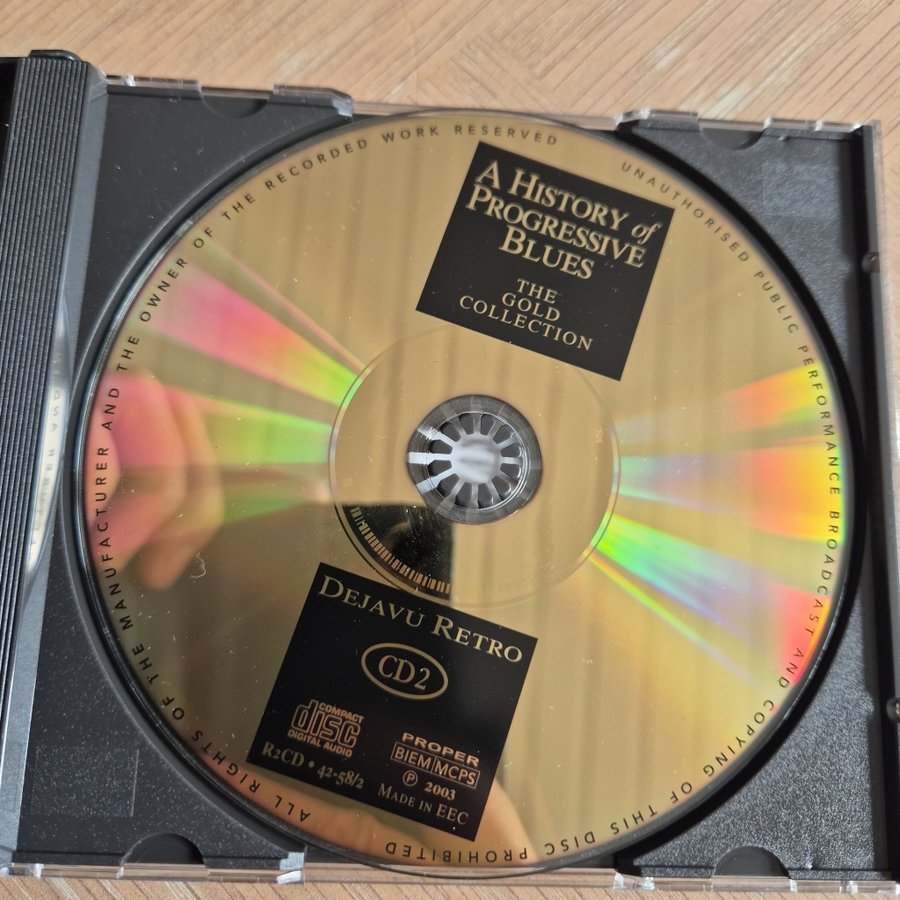 A HISTORY of
PROGRESSIVE
BLUES
THE
GOLD
COLLECTION
DEJAVU RETRO
CD2
COMPACT
disc
DIGITAL AUDIO
R2CD • 42-58/2
PROPER
BIEM MCPS
℗ 2003
MADE IN EEC
ALL RIGHTS OF THE MANUFACTURER AND THE OWNER OF THE RECORDED WORK RESERVED
UNAUTHORISED PUBLIC PERFORMANCE BROADCAST AND COPYING OF THIS DISC PROHIBITED